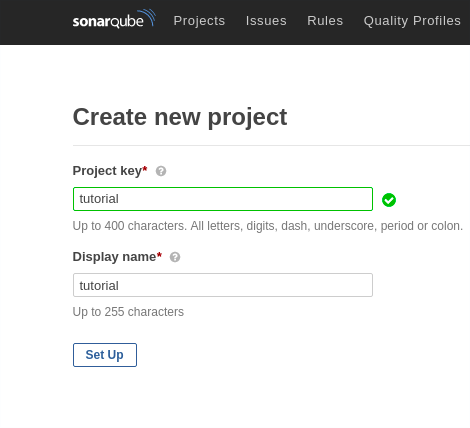 sonarqube Projects Issues Rules Quality Profiles
Create new project
Project key* ?
tutorial
Up to 400 characters. All letters, digits, dash, underscore, period or colon.
Display name* ?
tutorial
Up to 255 characters
Set Up